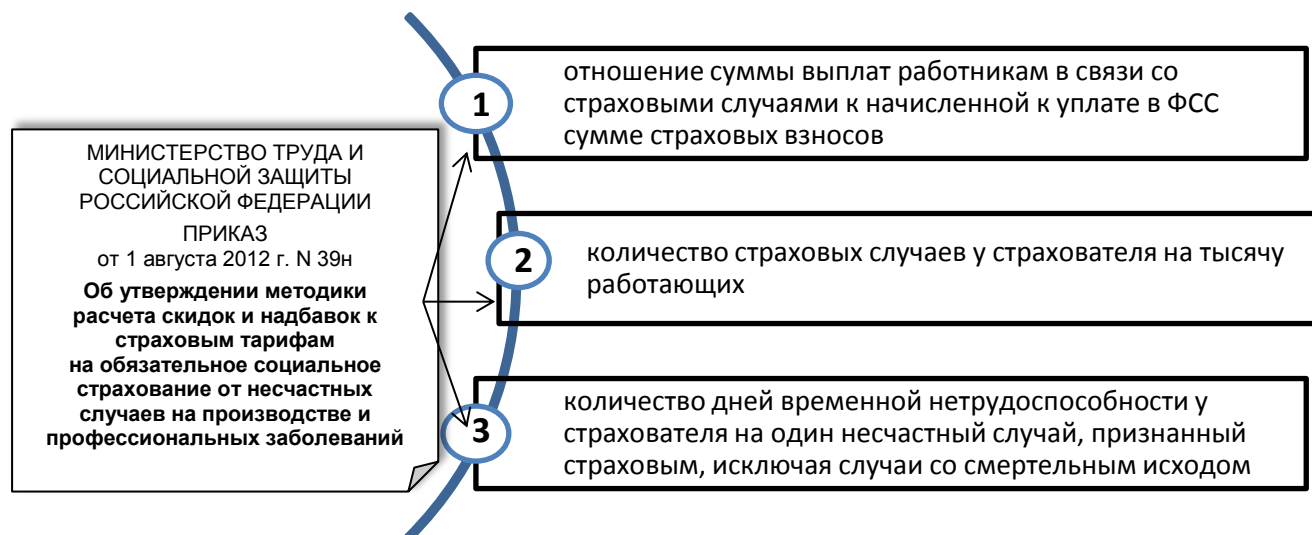 МИНИСТЕРСТВО ТРУДА И
СОЦИАЛЬНОЙ ЗАЩИТЫ
РОССИЙСКОЙ ФЕДЕРАЦИИ
ПРИКАЗ
от 1 августа 2012 г. N 39н
Об утверждении методики
расчета скидок и надбавок к
страховым тарифам
на обязательное социальное
страхование от несчастных
случаев на производстве и
профессиональных заболеваний
1
отношение суммы выплат работникам в связи со
страховыми случаями к начисленной к уплате в ФСС
сумме страховых взносов
2
количество страховых случаев у страхователя на тысячу
работающих
3
количество дней временной нетрудоспособности у
страхователя на один несчастный случай, признанный
страховым, исключая случаи со смертельным исходом